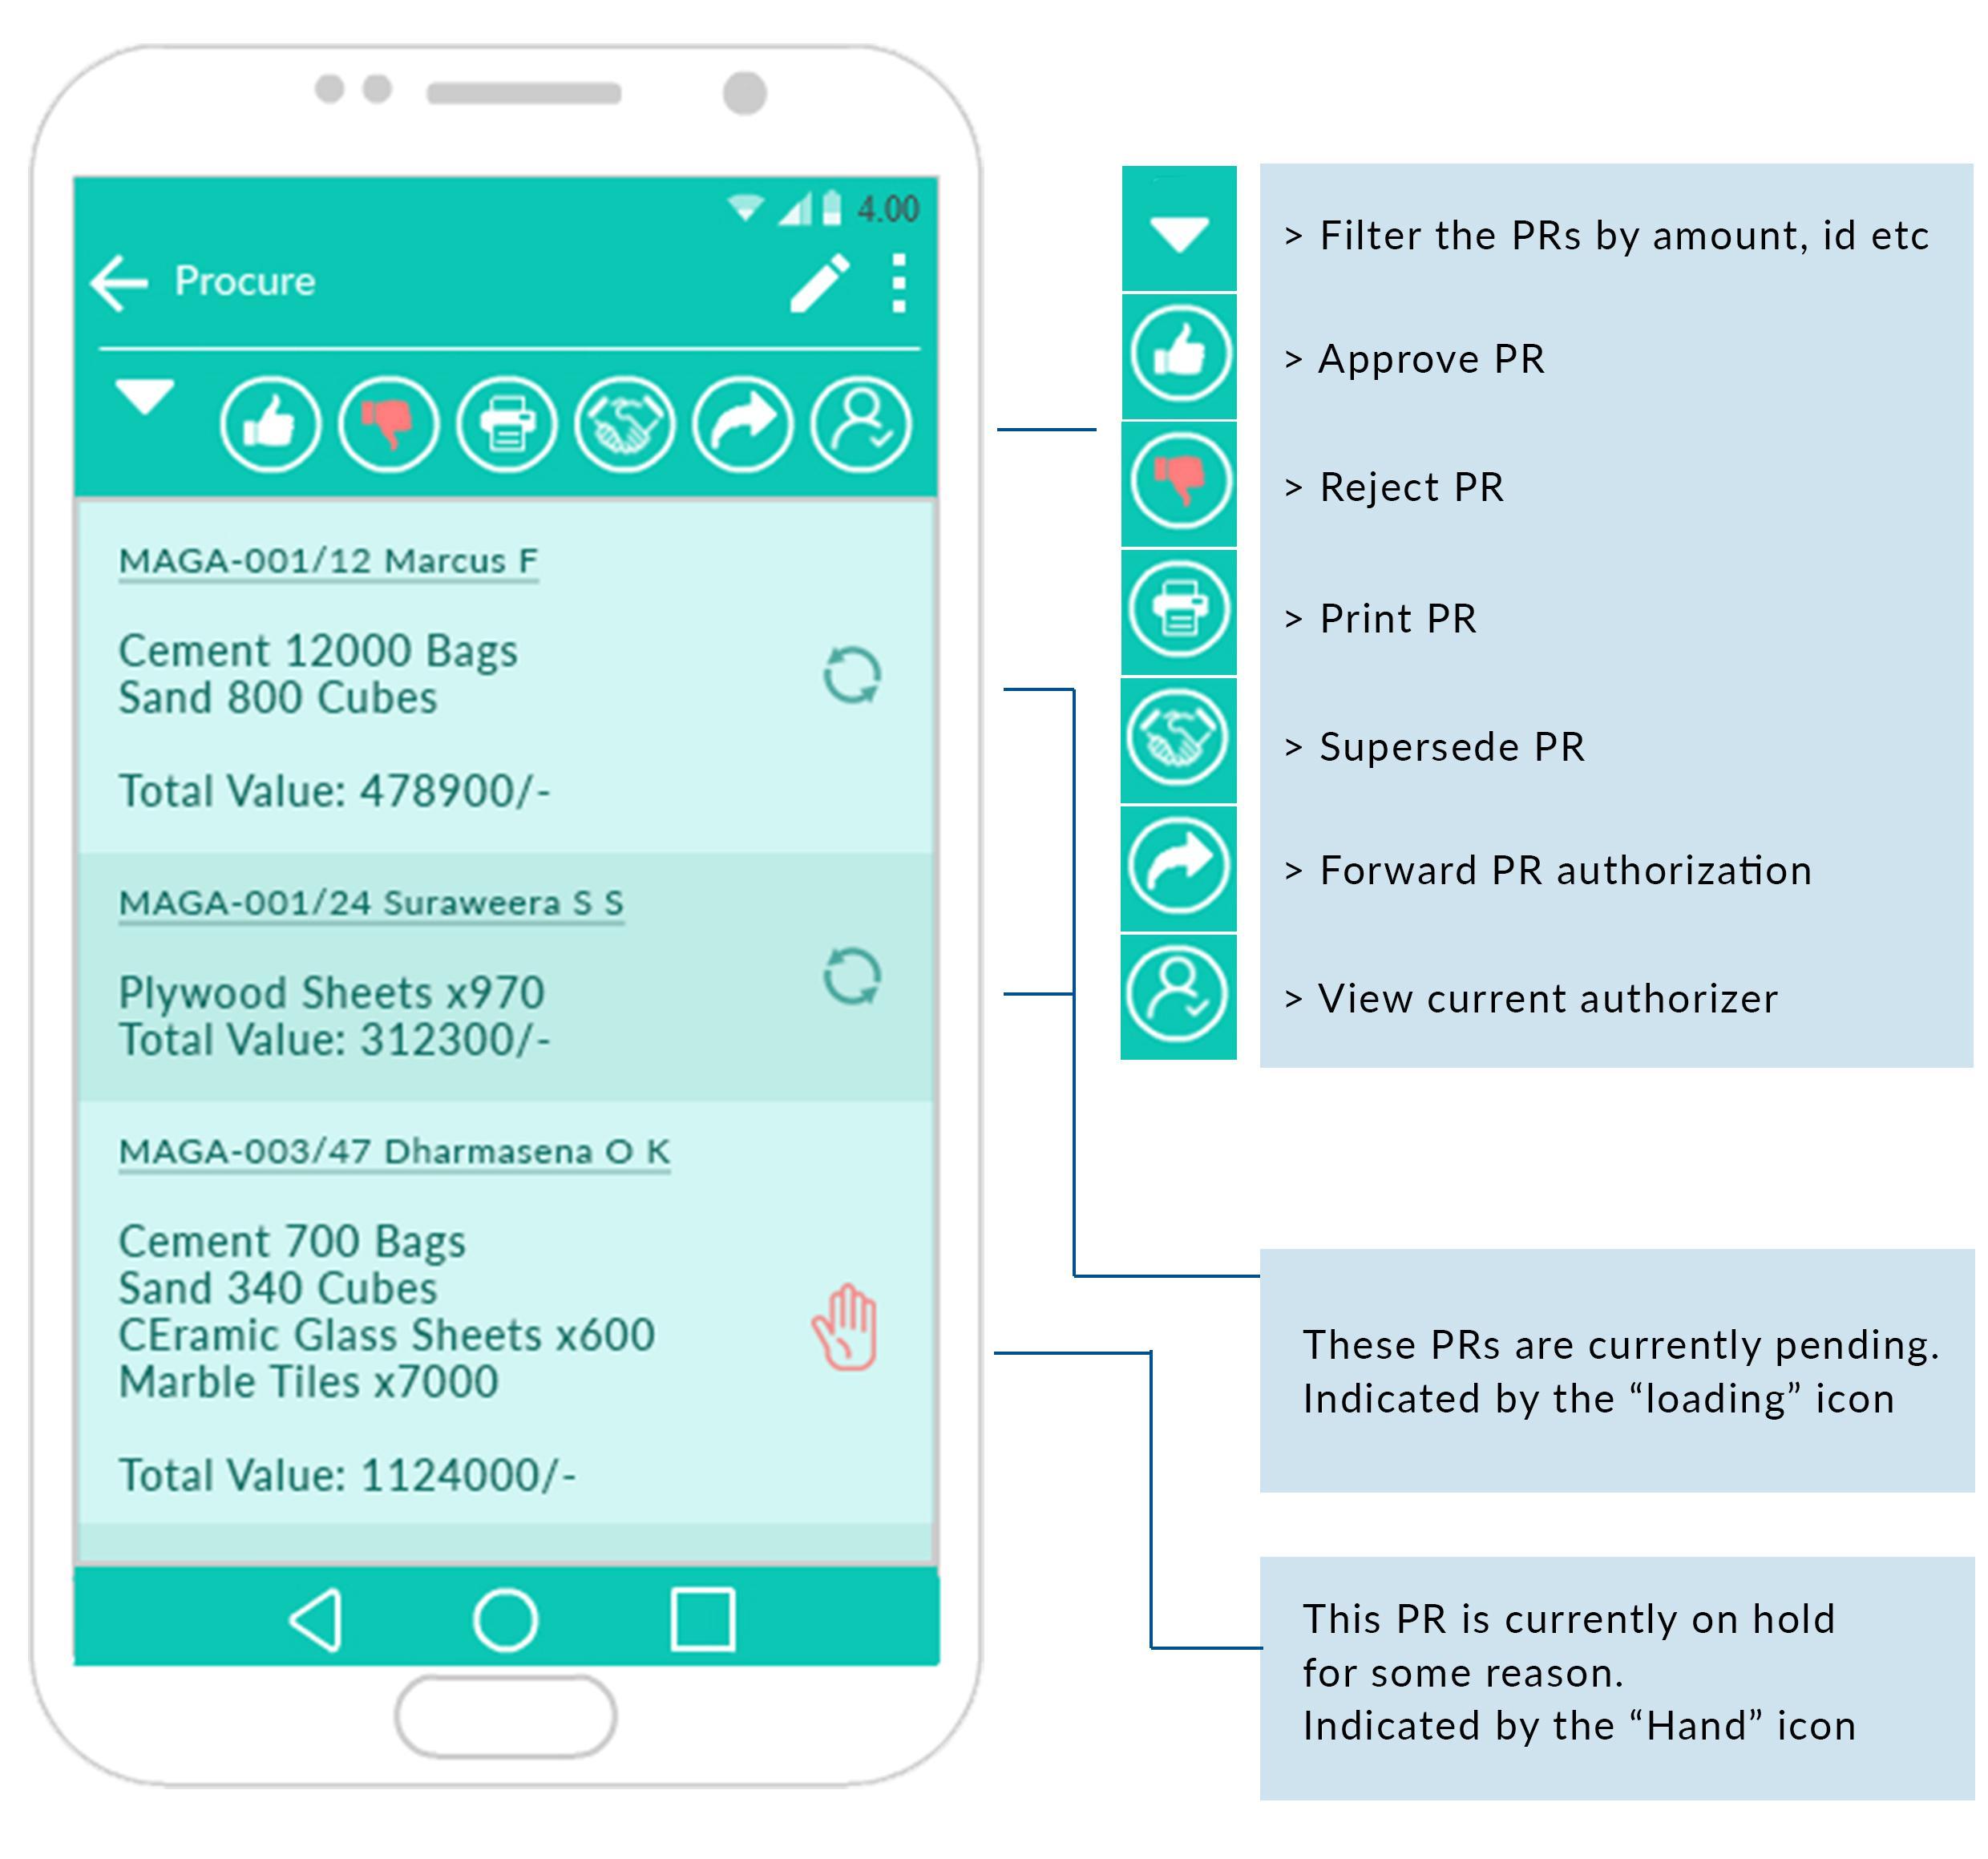 4.00
Procure
MAGA-001/12 Marcus F
Cement 12000 Bags
Sand 800 Cubes
Total Value: 478900/-
MAGA-001/24 Suraweera S S
Plywood Sheets x970
Total Value: 312300/-
MAGA-003/47 Dharmasena O K
Cement 700 Bags
Sand 340 Cubes
CEramic Glass Sheets x600
Marble Tiles x7000
Total Value: 1124000/-
> Filter the PRs by amount, id etc
> Approve PR
> Reject PR
> Print PR
> Supersede PR
> Forward PR authorization
> View current authorizer
These PRs are currently pending.
Indicated by the “loading” icon
This PR is currently on hold
for some reason.
Indicated by the “Hand” icon